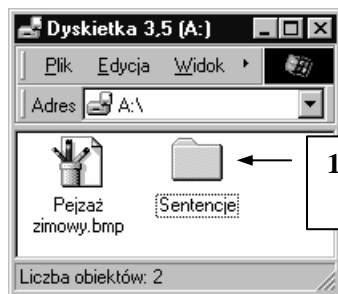 Dyskietka 3,5 (A:)
Plik Edycja Widok
Adres A:\
Pejzaż zimowy.bmp
Sentencje
1
Liczba obiektów: 2